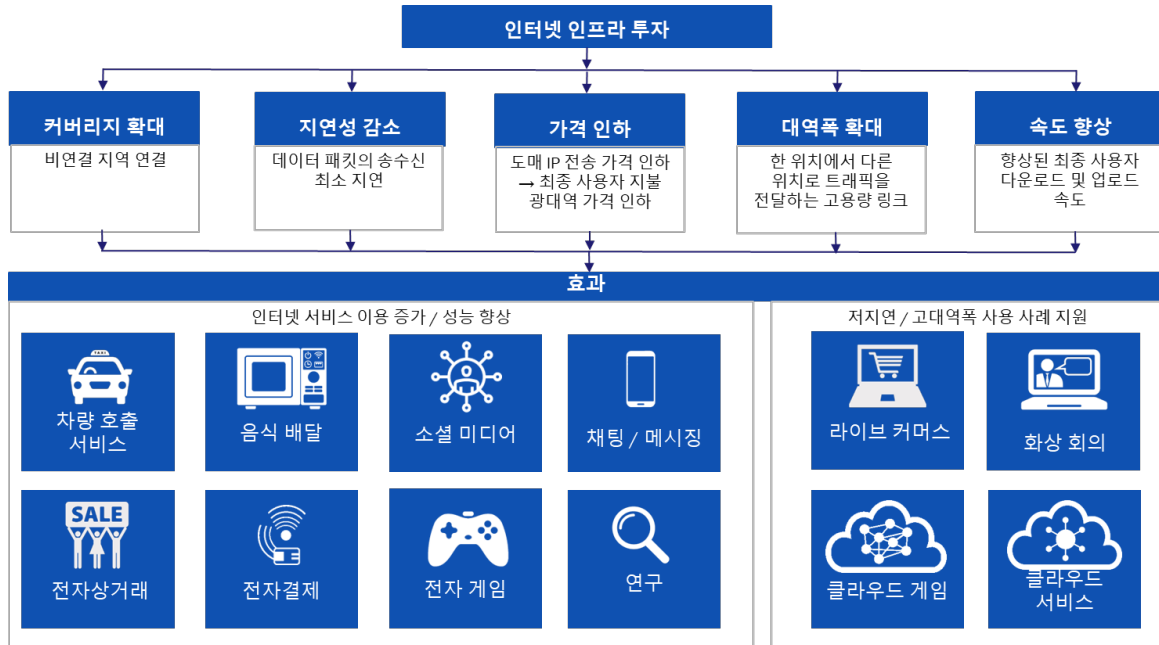 인터넷 인프라 투자
커버리지 확대
비연결 지역 연결
지연성 감소
데이터 패킷의 송수신
최소 지연
가격 인하
도매 IP 전송 가격 인하
→ 최종 사용자 지불
광대역 가격 인하
대역폭 확대
한 위치에서 다른
위치로 트래픽을
전달하는 고용량 링크
속도 향상
향상된 최종 사용자
다운로드 및 업로드
속도
효과
인터넷 서비스 이용 증가 / 성능 향상
TAXI
차량 호출
서비스
음식 배달
소셜 미디어
채팅 / 메시징
SALE
전자상거래
전자결제
전자 게임
연구
저지연 / 고대역폭 사용 사례 지원
라이브 커머스
화상 회의
클라우드 게임
클라우드
서비스